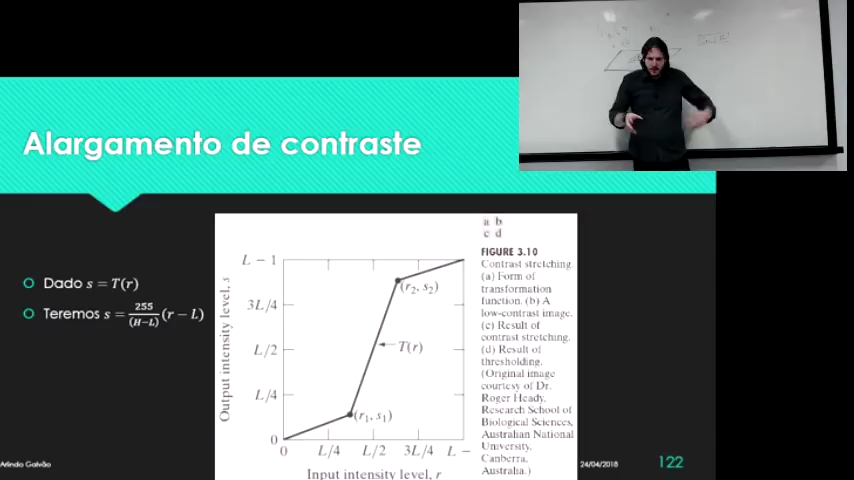 Alargamento de contraste
Dado s = T(r)
Teremos s = 255/(H−L) (r − L)
L − 1
3L/4
L/2
L/4
0
0 L/4 L/2 3L/4 L −
Output intensity level, s
Input intensity level, r
(r₂, s₂)
T(r)
(r₁, s₁)
a b
c d
FIGURE 3.10
Contrast stretching.
(a) Form of
transformation
function. (b) A
low-contrast image.
(c) Result of
contrast stretching.
(d) Result of
thresholding.
(Original image
courtesy of Dr.
Roger Heady,
Research School of
Biological Sciences,
Australian National
University,
Canberra,
Australia.)
Arlindo Galvão
24/04/2018
122